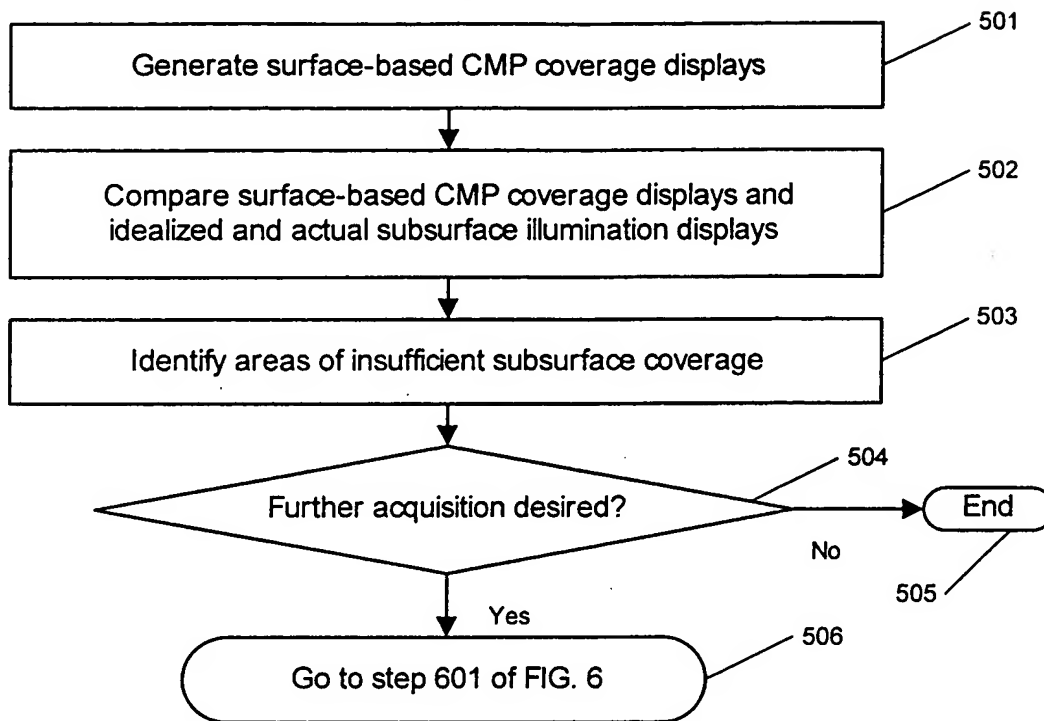 501
Generate surface-based CMP coverage displays
502
Compare surface-based CMP coverage displays and
idealized and actual subsurface illumination displays
503
Identify areas of insufficient subsurface coverage
504
Further acquisition desired?
End
No
505
Yes
506
Go to step 601 of FIG. 6